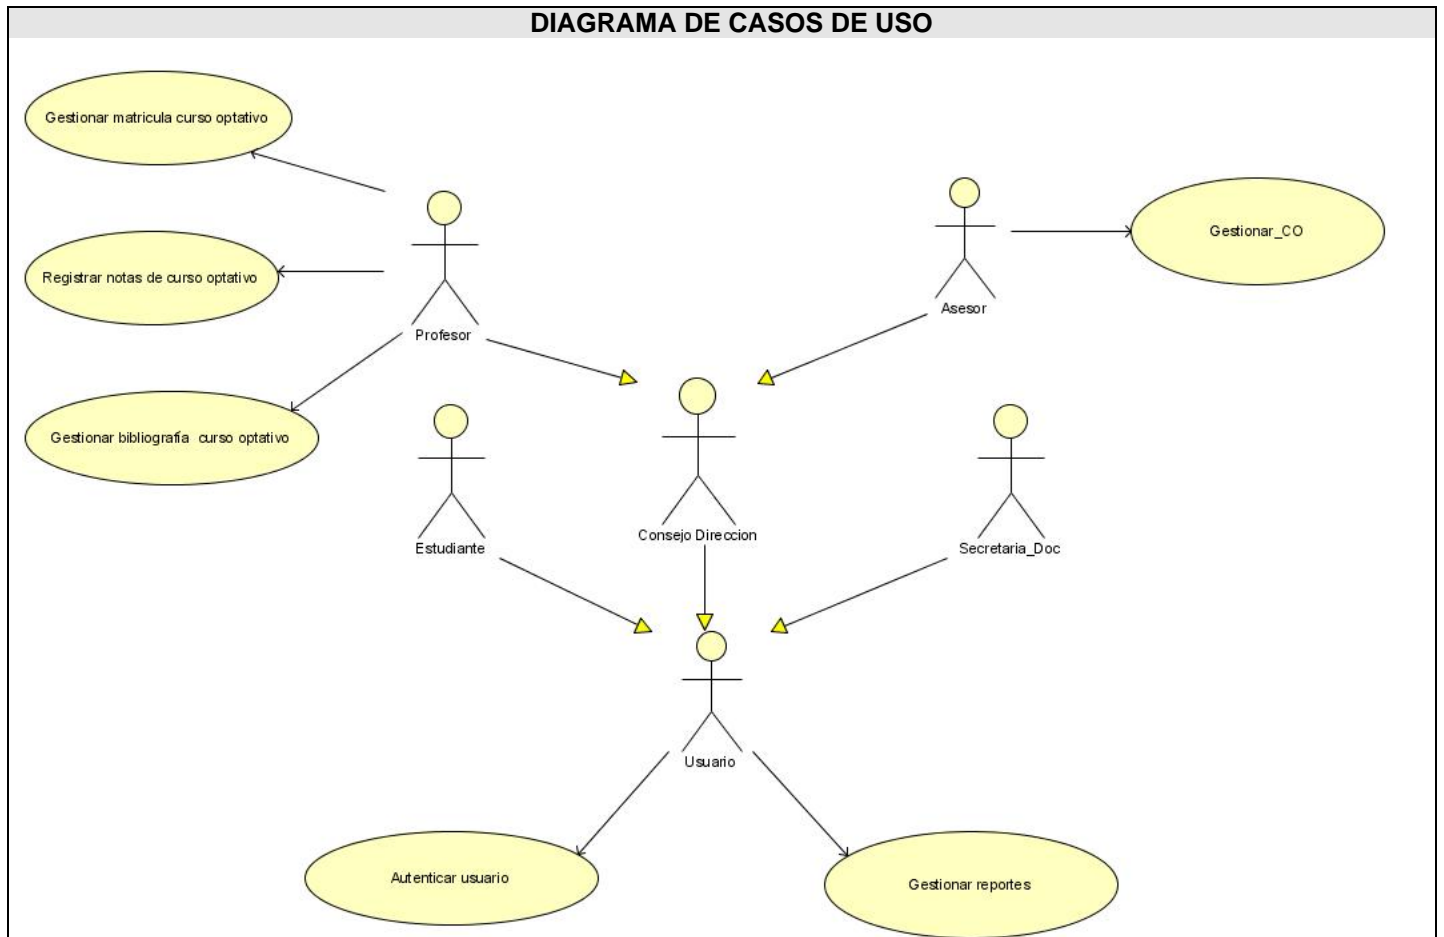 DIAGRAMA DE CASOS DE USO
Gestionar matricula curso optativo
Registrar notas de curso optativo
Gestionar bibliografía curso optativo
Profesor
Asesor
Gestionar_CO
Estudiante
Consejo Direccion
Secretaria_Doc
Usuario
Autenticar usuario
Gestionar reportes